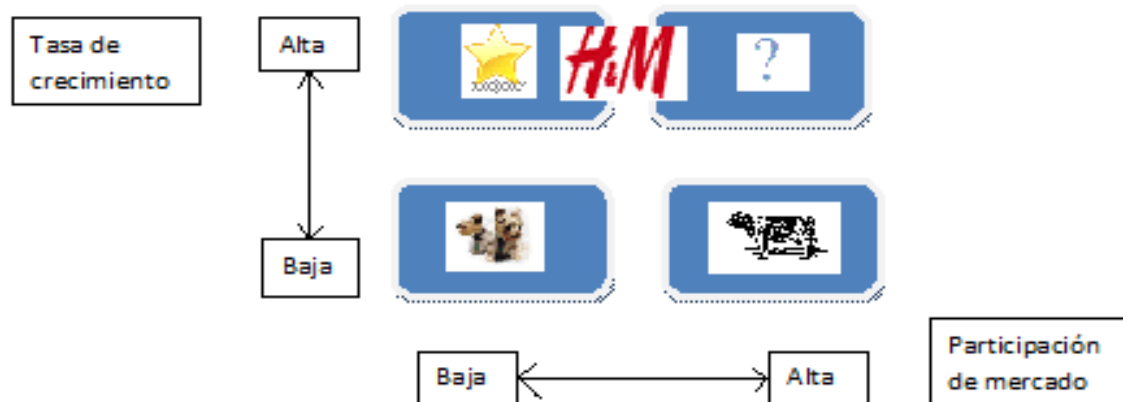 Tasa de
crecimiento
Alta
H&M
?
Baja
Baja
Alta
Participación
de mercado